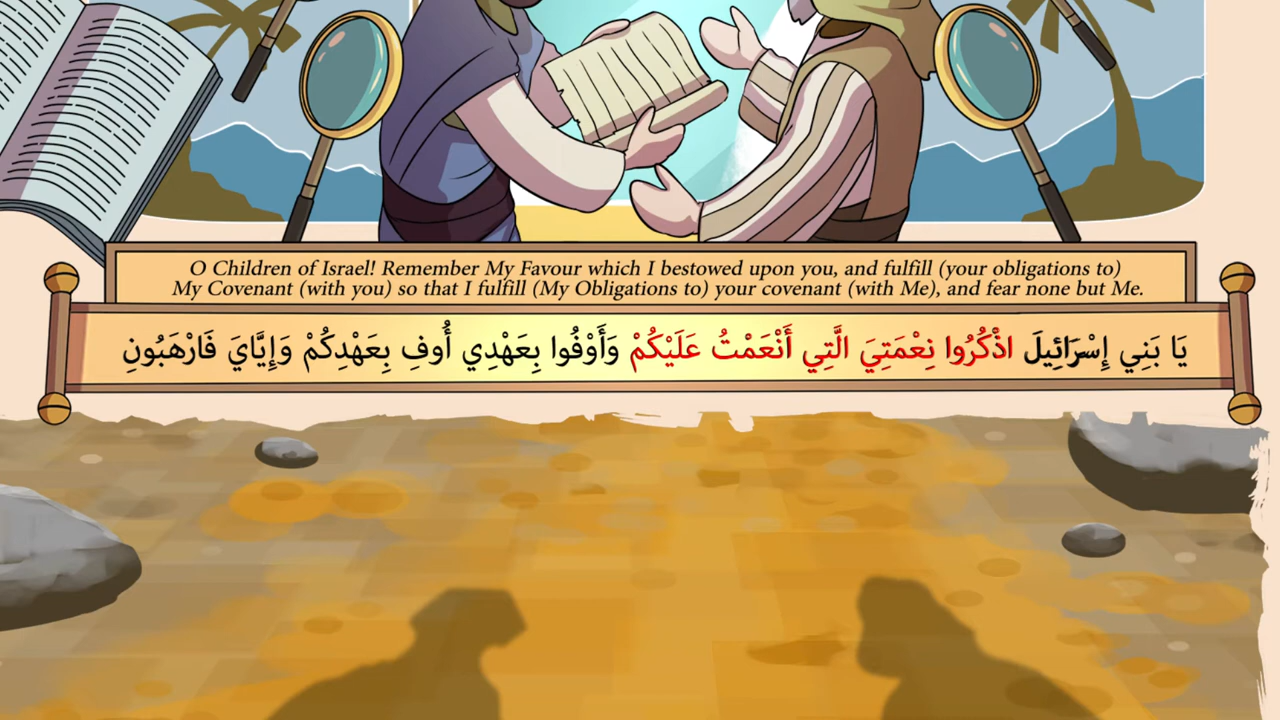 O Children of Israel! Remember My Favour which I bestowed upon you, and fulfill (your obligations to)
My Covenant (with you) so that I fulfill (My Obligations to) your covenant (with Me), and fear none but Me.
يَا بَنِي إِسْرَائِيلَ اذْكُرُوا نِعْمَتِيَ الَّتِي أَنْعَمْتُ عَلَيْكُمْ وَأَوْفُوا بِعَهْدِي أُوفِ بِعَهْدِكُمْ وَإِيَّايَ فَارْهَبُونِ